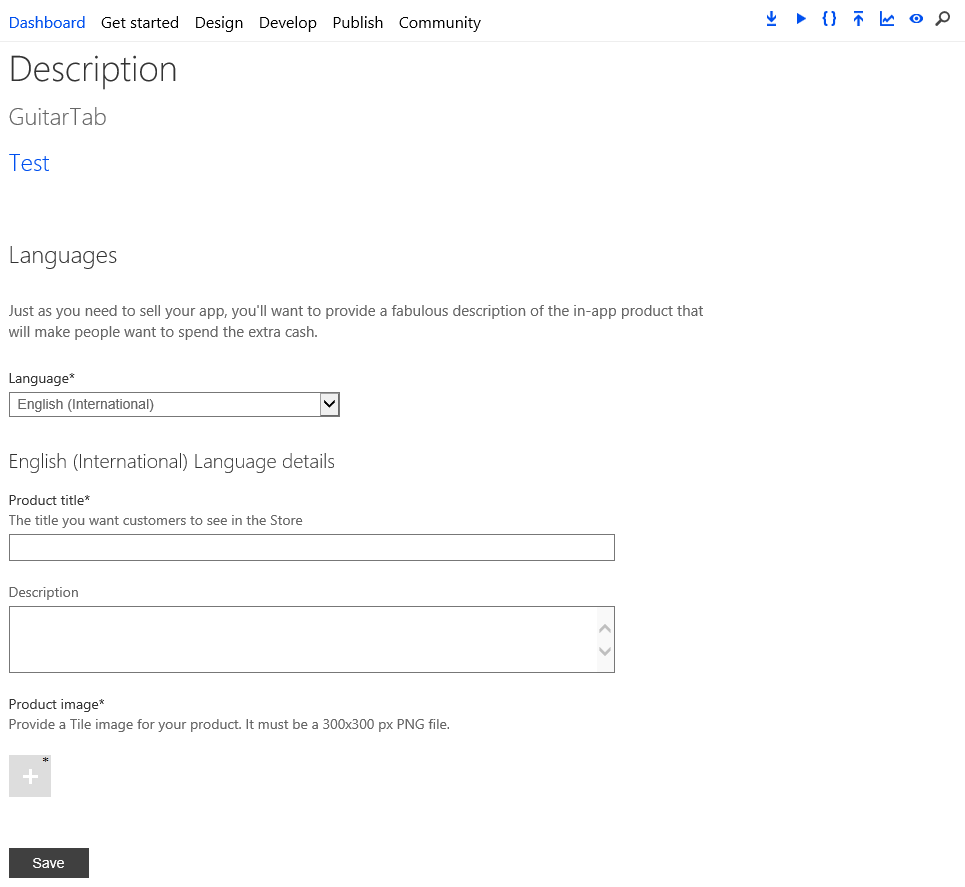 Dashboard Get started Design Develop Publish Community
Description
GuitarTab
Test
Languages
Just as you need to sell your app, you'll want to provide a fabulous description of the in-app product that
will make people want to spend the extra cash.
Language*
English (International)
English (International) Language details
Product title*
The title you want customers to see in the Store
Description
Product image*
Provide a Tile image for your product. It must be a 300x300 px PNG file.
*
Save